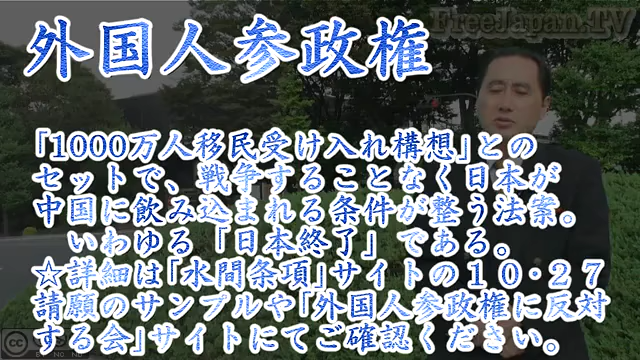 FreeJapan.TV
外国人参政権
「1000万人移民受け入れ構想」との
セットで、戦争することなく日本が
中国に飲み込まれる条件が整う法案。
いわゆる「日本終了」である。
☆詳細は「水間条項」サイトの１０・２７
請願のサンプルや「外国人参政権に反対
する会」サイトにてご確認ください。
cc
BY NC ND